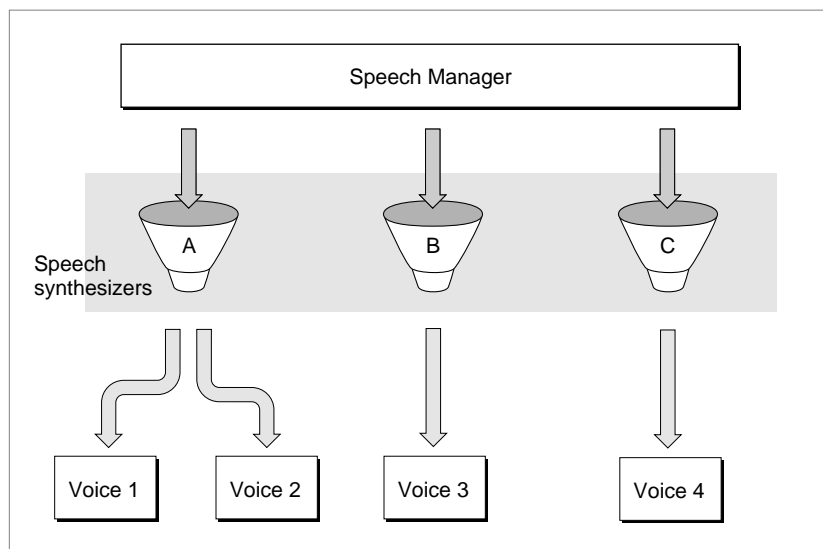 Speech Manager
A
B
C
Speech
synthesizers
Voice 1
Voice 2
Voice 3
Voice 4